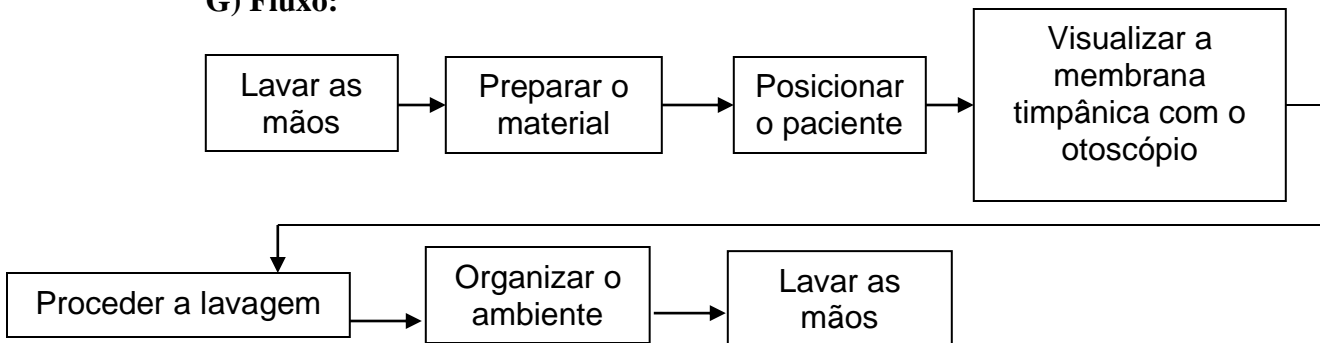 G) Fluxo:
Lavar as
mãos
Preparar o
material
Posicionar
o paciente
Visualizar a
membrana
timpânica com o
otoscópio
Proceder a lavagem
Organizar o
ambiente
Lavar as
mãos